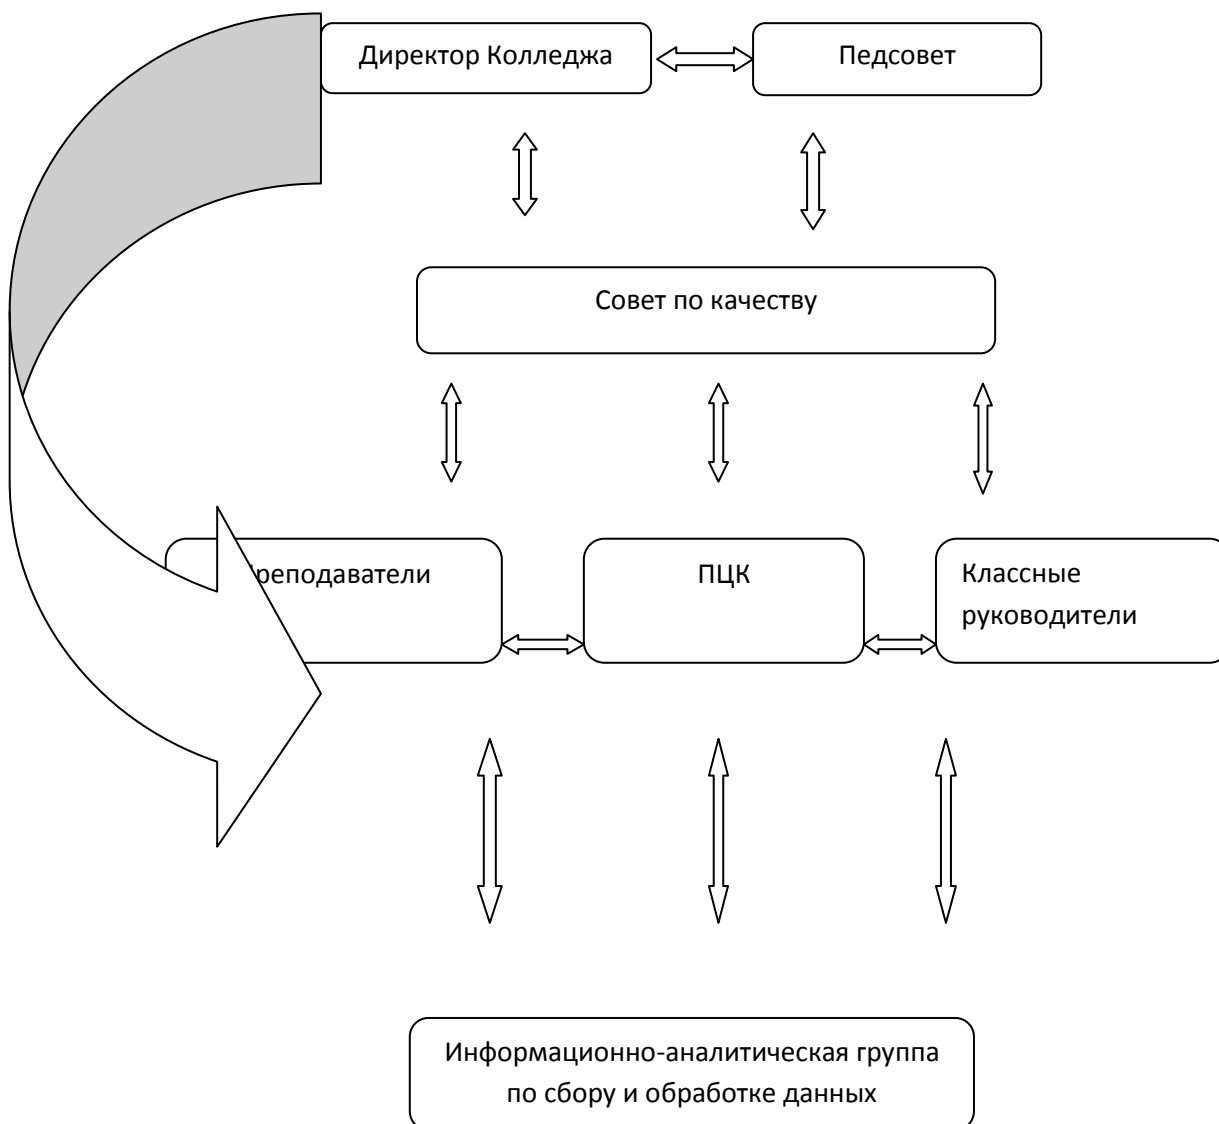 Директор Колледжа
Педсовет
Совет по качеству
реподаватели
ПЦК
Классные
руководители
Информационно-аналитическая группа
по сбору и обработке данных